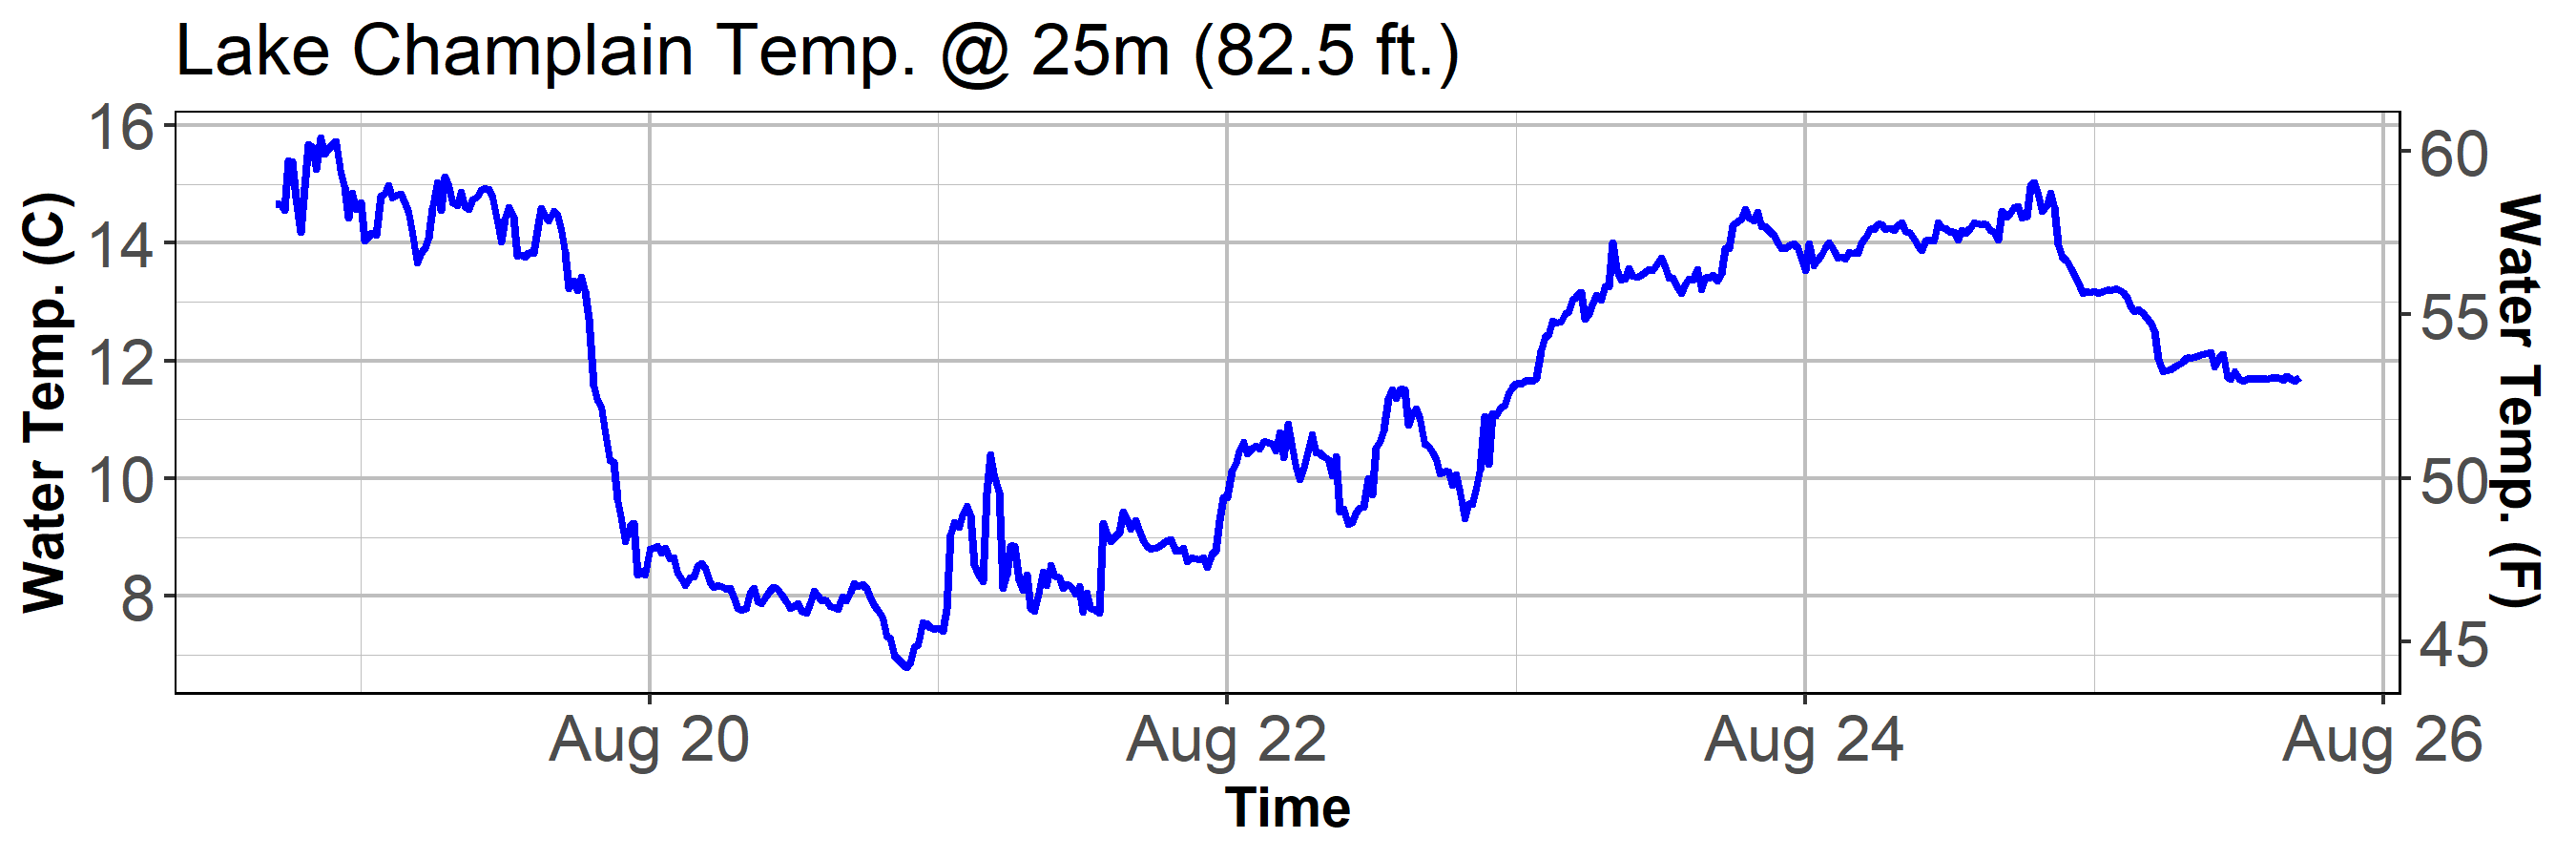 Lake Champlain Temp. @ 25m (82.5 ft.)
Water Temp. (C)
16
14
12
10
8
60
55
50
45
Water Temp. (F)
Aug 20 Aug 22 Aug 24 Aug 26
Time